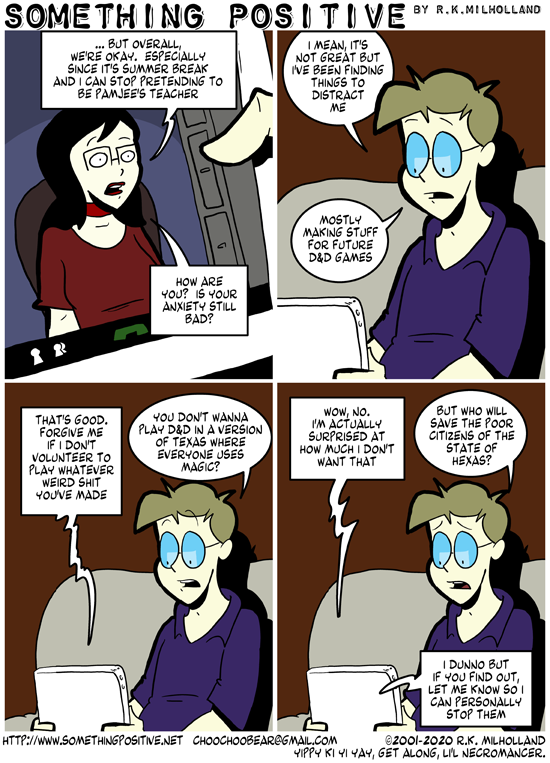 SOMETHING POSITIVE BY R.K.MILHOLLAND
... BUT OVERALL,
WE'RE OKAY. ESPECIALLY
SINCE IT'S SUMMER BREAK
AND I CAN STOP PRETENDING TO
BE PAMJEE'S TEACHER
HOW ARE
YOU? IS YOUR
ANXIETY STILL
BAD?
I MEAN, IT'S
NOT GREAT BUT
I'VE BEEN FINDING
THINGS TO
DISTRACT
ME
MOSTLY
MAKING STUFF
FOR FUTURE
D&D GAMES
THAT'S GOOD.
FORGIVE ME
IF I DON'T
VOLUNTEER TO
PLAY WHATEVER
WEIRD SHIT
YOU'VE MADE
YOU DON'T WANNA
PLAY D&D IN A VERSION
OF TEXAS WHERE
EVERYONE USES
MAGIC?
WOW, NO.
I'M ACTUALLY
SURPRISED AT
HOW MUCH I DON'T
WANT THAT
BUT WHO WILL
SAVE THE POOR
CITIZENS OF THE
STATE OF
HEXAS?
I DUNNO BUT
IF YOU FIND OUT,
LET ME KNOW SO I
CAN PERSONALLY
STOP THEM
HTTP://WWW.SOMETHINGPOSITIVE.NET CHOOCHOOBEAR@GMAIL.COM ©2001-2020 R.K. MILHOLLAND
YIPPY KI YI YAY, GET ALONG, LI'L NECROMANCER.